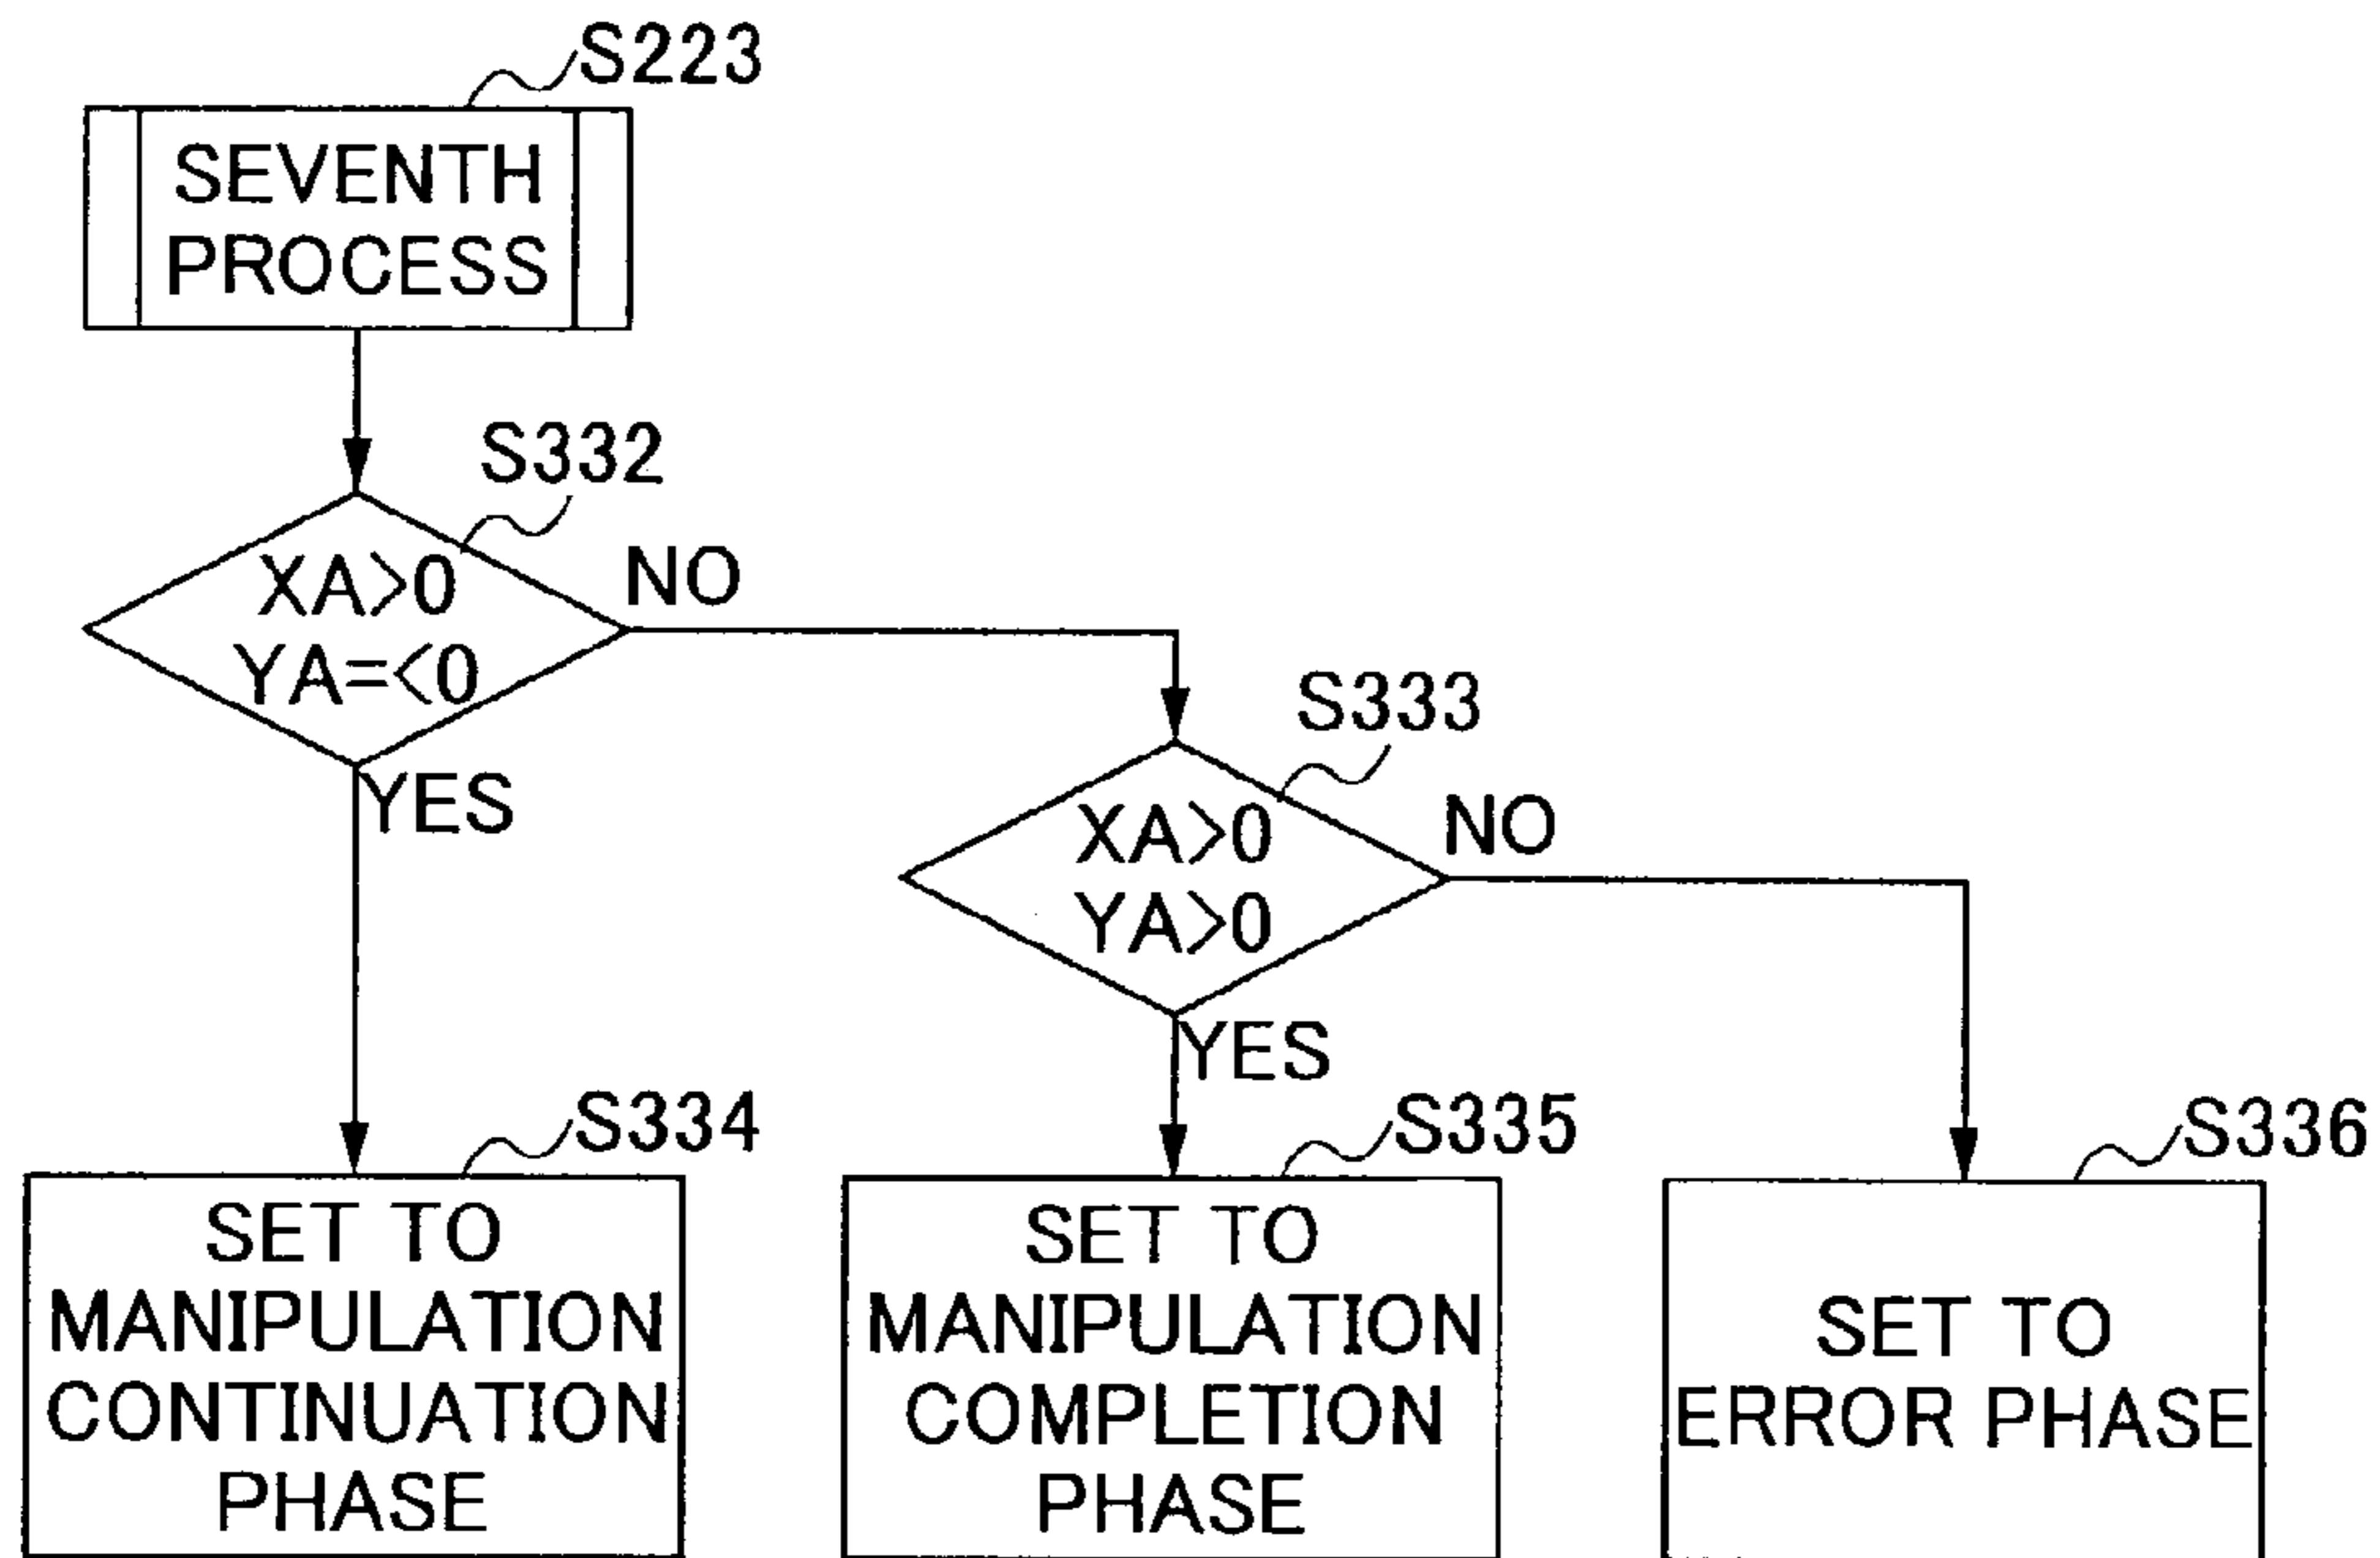 S223
SEVENTH
PROCESS
S332
XA>0
YA=<0
NO
YES
S333
XA>0
YA>0
NO
YES
S334
SET TO
MANIPULATION
CONTINUATION
PHASE
S335
SET TO
MANIPULATION
COMPLETION
PHASE
S336
SET TO
ERROR PHASE